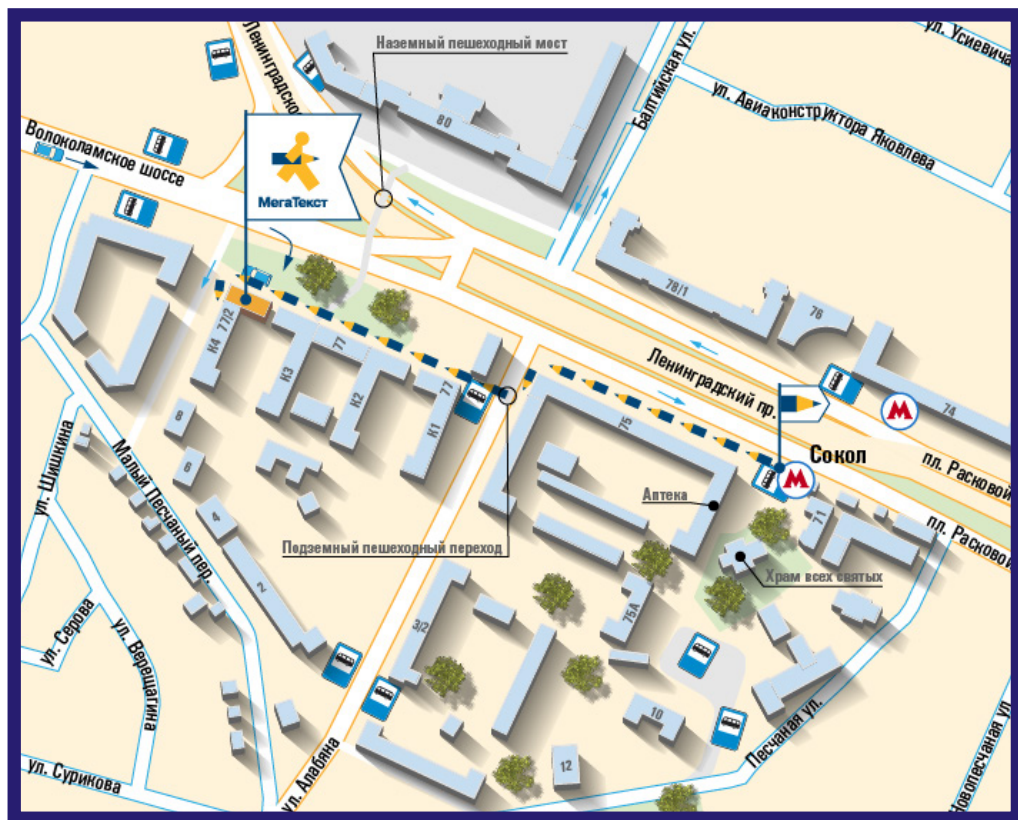 ул. Усиевича
Наземный пешеходный мост
Ленинградское
Балтийская ул.
ул. Авиаконструктора Яковлева
80
Волоколамское шоссе
МегаТекст
78/1
76
77/2
К4
К3
77
К2
77
К1
Ленинградский пр.
74
75
М
Сокол
М
пл. Расковой
пл. Расковой
8
6
4
2
ул. Шишкина
Малый Песчаный пер.
Аптека
71
Подземный пешеходный переход
Храм всех святых
75А
3/2
ул. Серова
ул. Верещагина
10
12
Песчаная ул.
Новопесчаная ул.
ул. Сурикова
ул. Алабяна